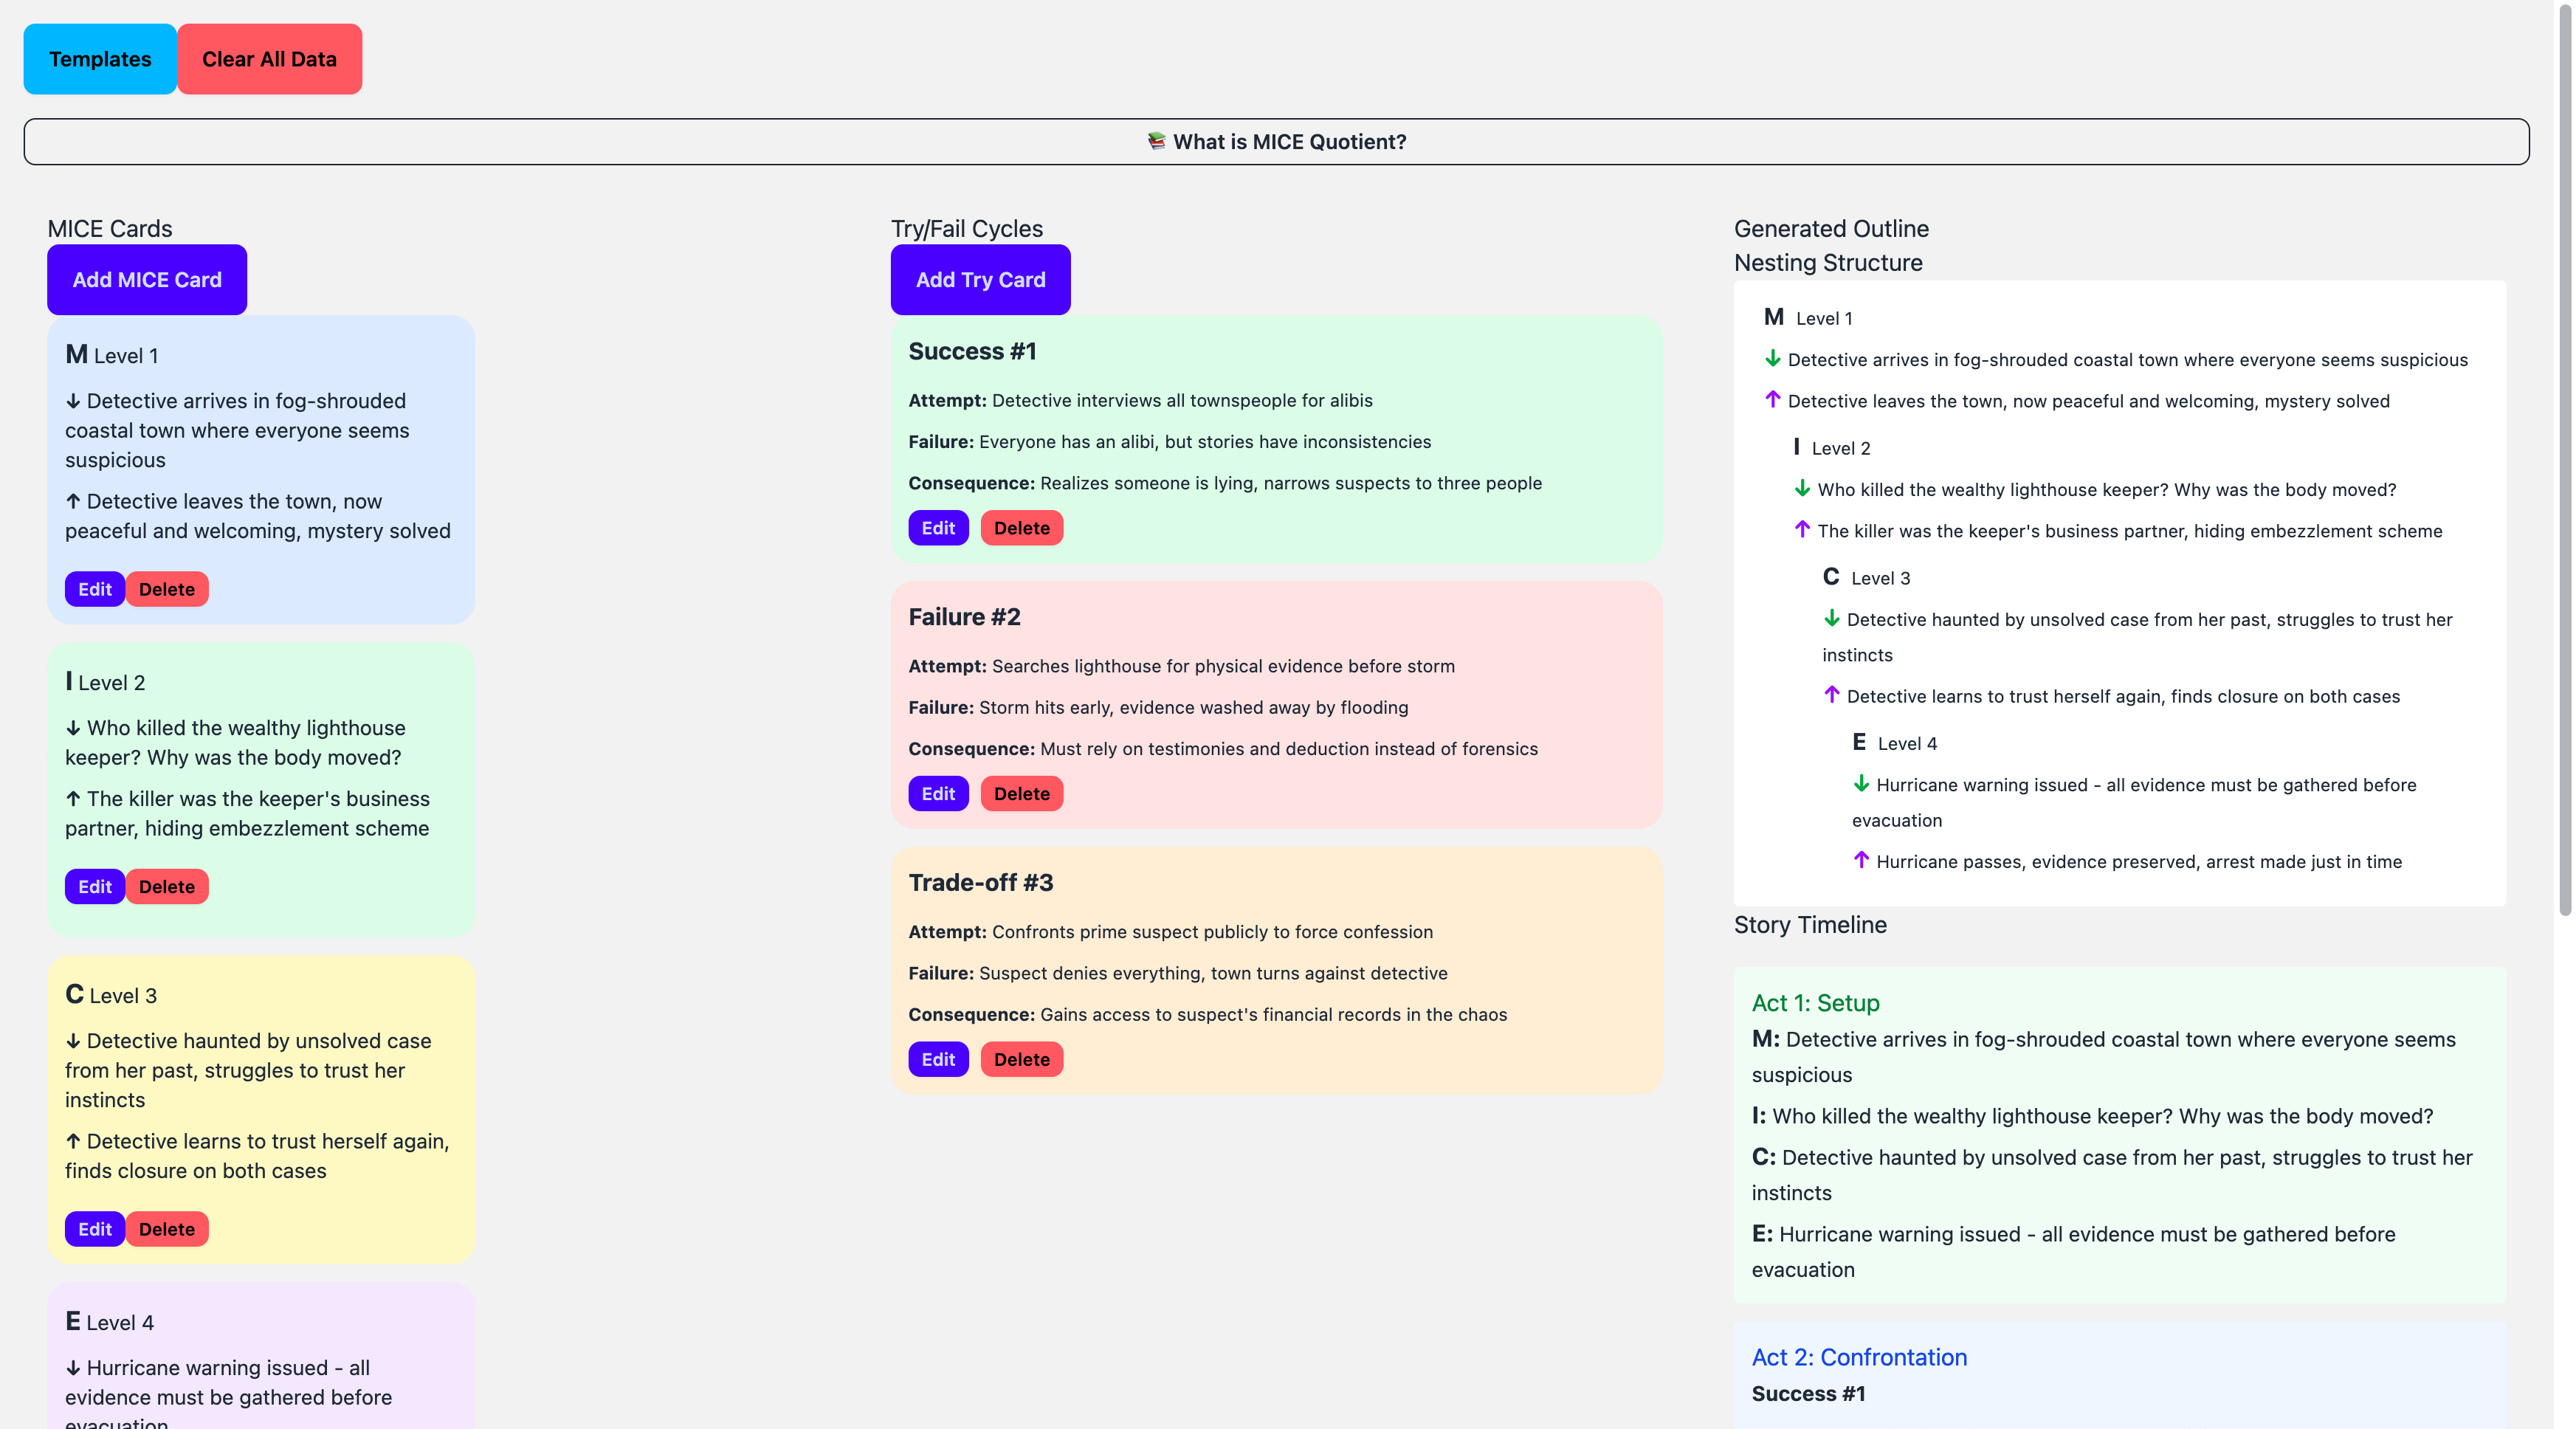 Templates
Clear All Data
📚 What is MICE Quotient?
MICE Cards
Add MICE Card
M Level 1
↓ Detective arrives in fog-shrouded
coastal town where everyone seems
suspicious
↑ Detective leaves the town, now
peaceful and welcoming, mystery solved
Edit
Delete
I Level 2
↓ Who killed the wealthy lighthouse
keeper? Why was the body moved?
↑ The killer was the keeper's business
partner, hiding embezzlement scheme
Edit
Delete
C Level 3
↓ Detective haunted by unsolved case
from her past, struggles to trust her
instincts
↑ Detective learns to trust herself again,
finds closure on both cases
Edit
Delete
E Level 4
↓ Hurricane warning issued - all
evidence must be gathered before
evacuation
Try/Fail Cycles
Add Try Card
Success #1
Attempt: Detective interviews all townspeople for alibis
Failure: Everyone has an alibi, but stories have inconsistencies
Consequence: Realizes someone is lying, narrows suspects to three people
Edit
Delete
Failure #2
Attempt: Searches lighthouse for physical evidence before storm
Failure: Storm hits early, evidence washed away by flooding
Consequence: Must rely on testimonies and deduction instead of forensics
Edit
Delete
Trade-off #3
Attempt: Confronts prime suspect publicly to force confession
Failure: Suspect denies everything, town turns against detective
Consequence: Gains access to suspect's financial records in the chaos
Edit
Delete
Generated Outline
Nesting Structure
M Level 1
↓ Detective arrives in fog-shrouded coastal town where everyone seems suspicious
↑ Detective leaves the town, now peaceful and welcoming, mystery solved
I Level 2
↓ Who killed the wealthy lighthouse keeper? Why was the body moved?
↑ The killer was the keeper's business partner, hiding embezzlement scheme
C Level 3
↓ Detective haunted by unsolved case from her past, struggles to trust her
instincts
↑ Detective learns to trust herself again, finds closure on both cases
E Level 4
↓ Hurricane warning issued - all evidence must be gathered before
evacuation
↑ Hurricane passes, evidence preserved, arrest made just in time
Story Timeline
Act 1: Setup
M: Detective arrives in fog-shrouded coastal town where everyone seems
suspicious
I: Who killed the wealthy lighthouse keeper? Why was the body moved?
C: Detective haunted by unsolved case from her past, struggles to trust her
instincts
E: Hurricane warning issued - all evidence must be gathered before
evacuation
Act 2: Confrontation
Success #1